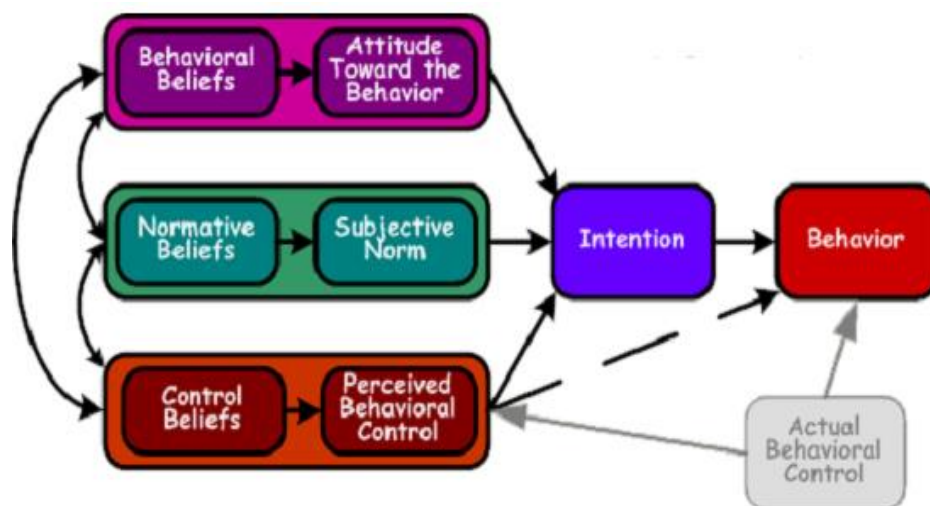 Behavioral
Beliefs
Attitude
Toward the
Behavior
Normative
Beliefs
Subjective
Norm
Intention
Behavior
Control
Beliefs
Perceived
Behavioral
Control
Actual
Behavioral
Control